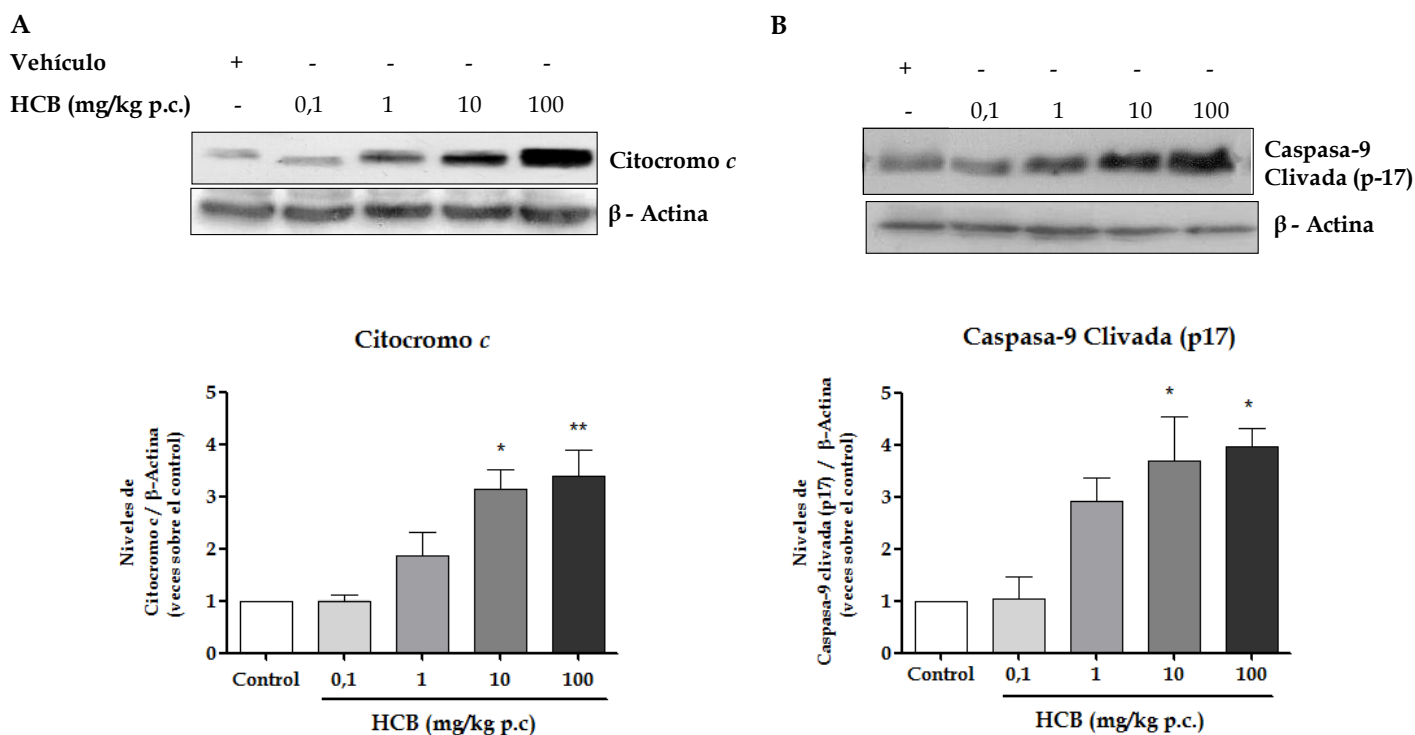 A
Vehículo + - - - -
HCB (mg/kg p.c.) - 0,1 1 10 100
Citocromo c
β - Actina
Citocromo c
Niveles de
Citocromo c / β-Actina
(veces sobre el control)
5
4
3
2
1
0
* **
Control 0,1 1 10 100
HCB (mg/kg p.c)
B
+ - - - -
- 0,1 1 10 100
Caspasa-9
Clivada (p-17)
β - Actina
Caspasa-9 Clivada (p17)
Niveles de
Caspasa-9 clivada (p17) / β-Actina
(veces sobre el control)
5
4
3
2
1
0
* *
Control 0,1 1 10 100
HCB (mg/kg p.c.)